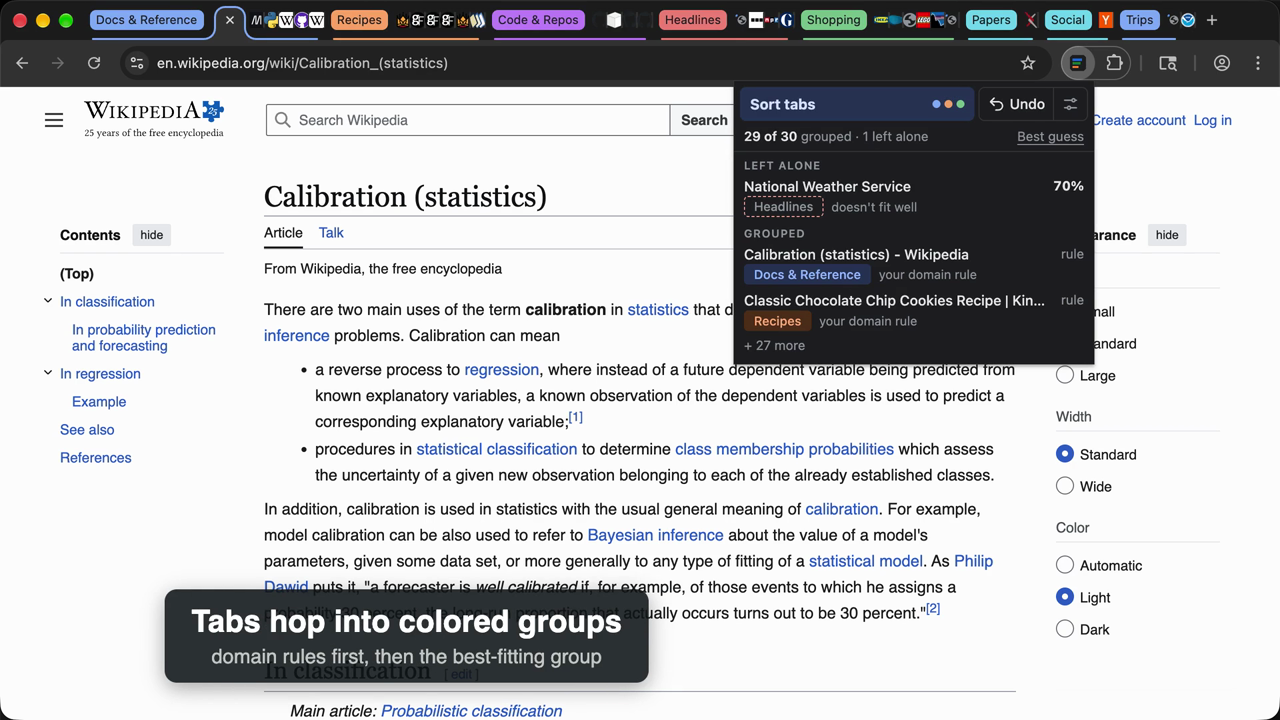 Docs & Reference
Recipes
Code & Repos
Headlines
Shopping
Papers
Social
Trips
en.wikipedia.org/wiki/Calibration_(statistics)
WIKIPEDIA
25 years of the free encyclopedia
Search Wikipedia
Search
Create account
Log in
Sort tabs
Undo
29 of 30 grouped · 1 left alone
Best guess
LEFT ALONE
National Weather Service
70%
Headlines
doesn't fit well
GROUPED
Calibration (statistics) - Wikipedia
rule
Docs & Reference
your domain rule
Classic Chocolate Chip Cookies Recipe | Kin...
rule
Recipes
your domain rule
+ 27 more
Contents
hide
(Top)
In classification
In probability prediction
and forecasting
In regression
Example
See also
References
Calibration (statistics)
Article
Talk
From Wikipedia, the free encyclopedia
There are two main uses of the term calibration in statistics that d
inference problems. Calibration can mean
• a reverse process to regression, where instead of a future dependent variable being predicted from
known explanatory variables, a known observation of the dependent variables is used to predict a
corresponding explanatory variable;[1]
• procedures in statistical classification to determine class membership probabilities which assess
the uncertainty of a given new observation belonging to each of the already established classes.
In addition, calibration is used in statistics with the usual general meaning of calibration. For example,
model calibration can be also used to refer to Bayesian inference about the value of a model's
parameters, given some data set, or more generally to any type of fitting of a statistical model. As Philip
Dawid puts it, "a forecaster is well calibrated if, for example, of those events to which he assigns a
probability 30 percent, the long-run proportion that actually occurs turns out to be 30 percent."[2]
In classification [ edit ]
Main article: Probabilistic classification
Tabs hop into colored groups
domain rules first, then the best-fitting group
arance
hide
mall
andard
Large
Width
Standard
Wide
Color
Automatic
Light
Dark